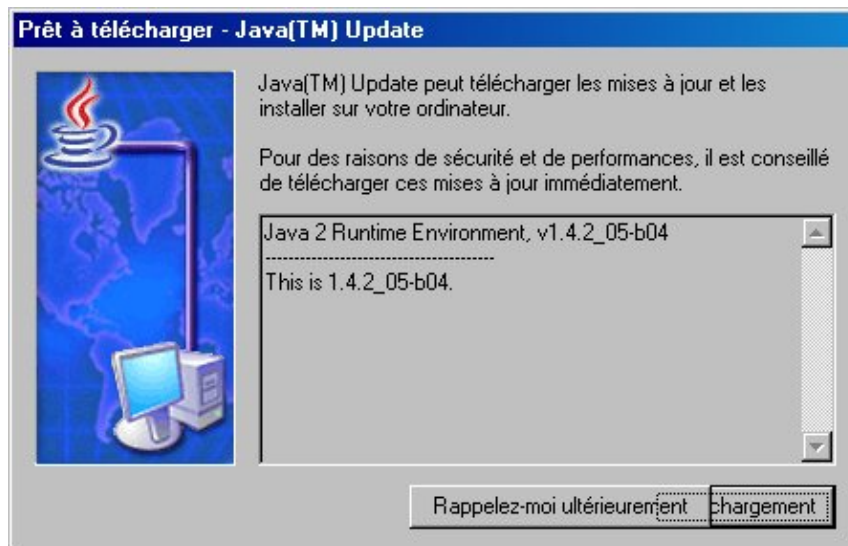 Prêt à télécharger - Java(TM) Update
Java(TM) Update peut télécharger les mises à jour et les
installer sur votre ordinateur.
Pour des raisons de sécurité et de performances, il est conseillé
de télécharger ces mises à jour immédiatement.
Java 2 Runtime Environment, v1.4.2_05-b04
--------------------------------------
This is 1.4.2_05-b04.
Rappelez-moi ultérieurement chargement